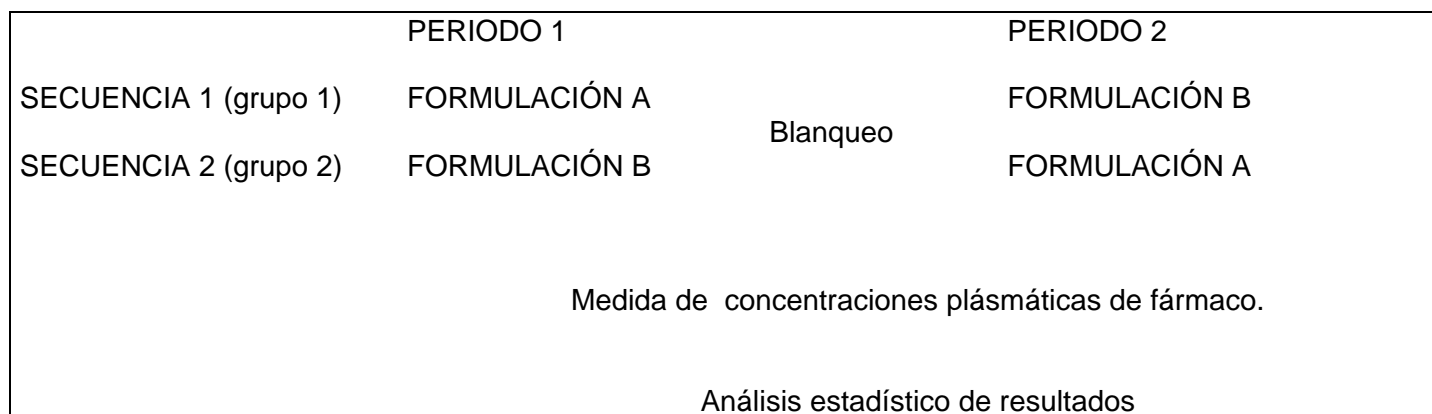 PERIODO 1 PERIODO 2
SECUENCIA 1 (grupo 1) FORMULACIÓN A FORMULACIÓN B
Blanqueo
SECUENCIA 2 (grupo 2) FORMULACIÓN B FORMULACIÓN A
Medida de concentraciones plásmáticas de fármaco.
Análisis estadístico de resultados